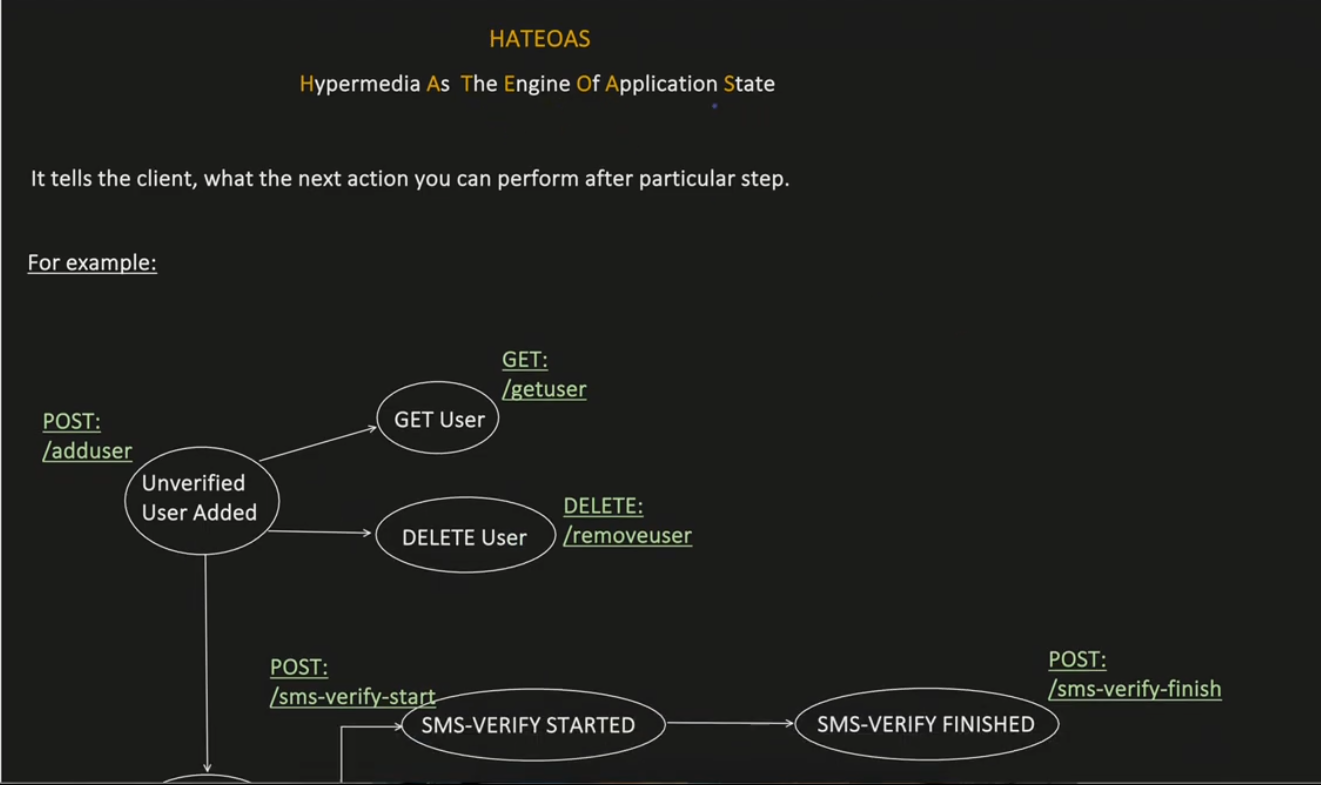 HATEOAS
Hypermedia As The Engine Of Application State
It tells the client, what the next action you can perform after particular step.
For example:
GET:
/getuser
GET User
POST:
/adduser
Unverified
User Added
DELETE:
/removeuser
DELETE User
POST:
/sms-verify-start
SMS-VERIFY STARTED
POST:
/sms-verify-finish
SMS-VERIFY FINISHED